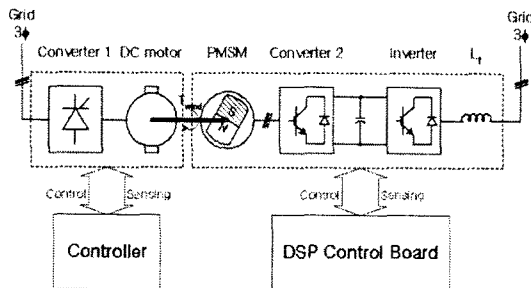 Grid
3ϕ
Grid
3ϕ
Converter 1 DC motor PMSM Converter 2 Inverter Lf
S
N
Control Sensing
Control Sensing
Controller
DSP Control Board